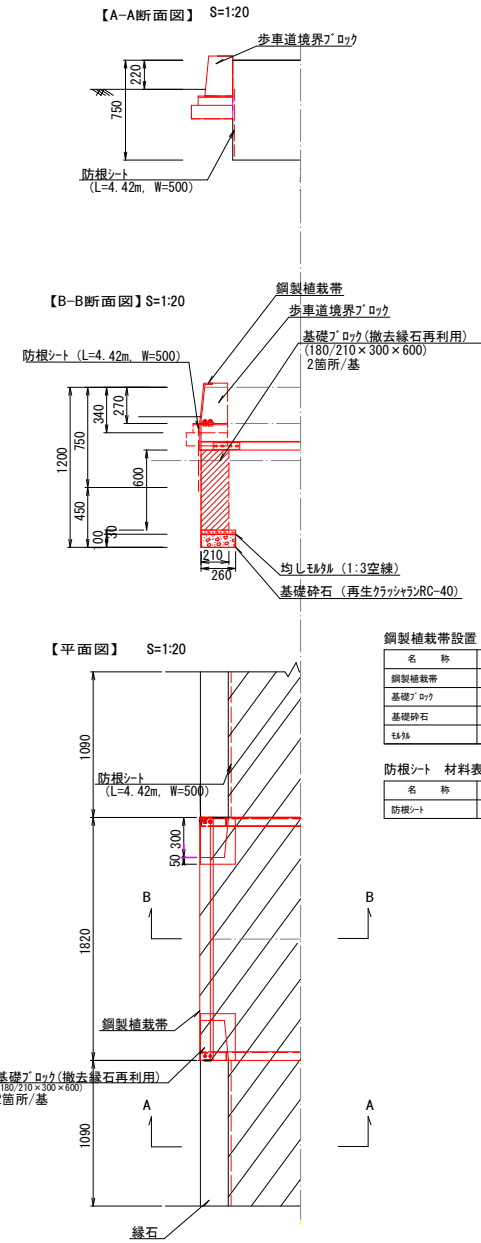 【A-A断面図】 S=1:20
歩車道境界ブロック
220
750
防根シート
(L=4.42m, W=500)
【B-B断面図】S=1:20
鋼製植栽帯
歩車道境界ブロック
基礎ブロック(撤去縁石再利用)
(180/210×300×600)
2箇所/基
防根シート (L=4.42m, W=500)
1200
750
340
270
600
450
100
30
210
260
均しモルタル (1:3空練)
基礎砕石 (再生クラッシャランRC-40)
【平面図】 S=1:20
鋼製植栽帯設置
名 称
鋼製植栽帯
基礎ブロック
基礎砕石
モルタル
防根シート 材料表
名 称
防根シート
1090
防根シート
(L=4.42m, W=500)
300
50
B
B
1820
鋼製植栽帯
基礎ブロック(撤去縁石再利用)
(180/210×300×600)
2箇所/基
A
A
1090
縁石